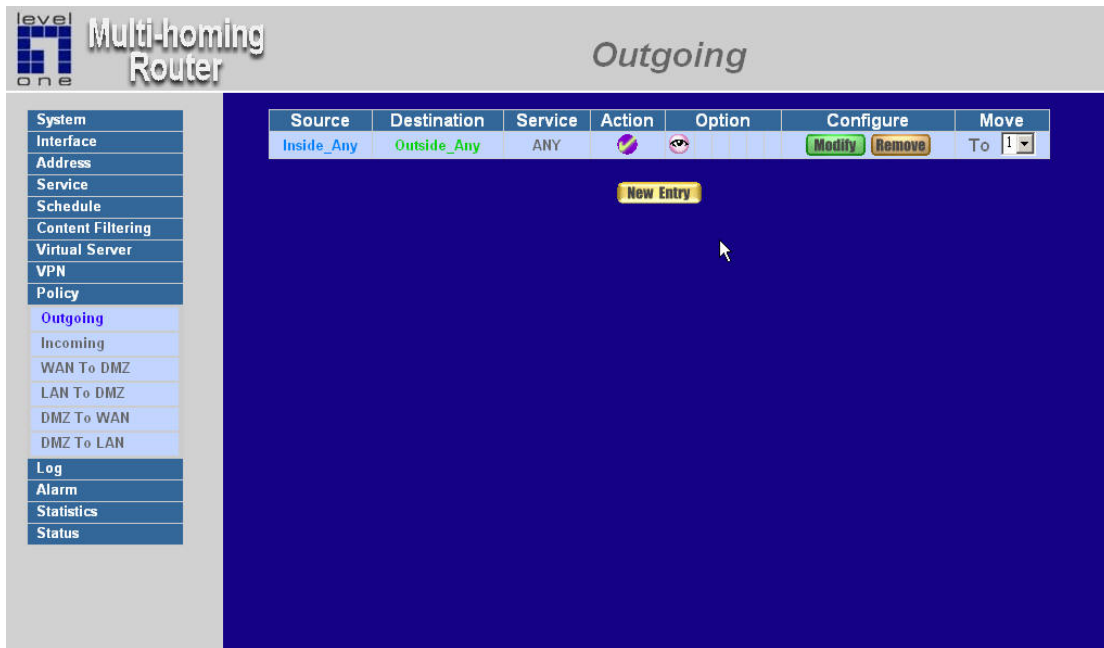 level
one
Multi-homing
Router
Outgoing
System
Interface
Address
Service
Schedule
Content Filtering
Virtual Server
VPN
Policy
Outgoing
Incoming
WAN To DMZ
LAN To DMZ
DMZ To WAN
DMZ To LAN
Log
Alarm
Statistics
Status
Source Destination Service Action Option Configure Move
Inside_Any Outside_Any ANY Modify Remove To 1
New Entry